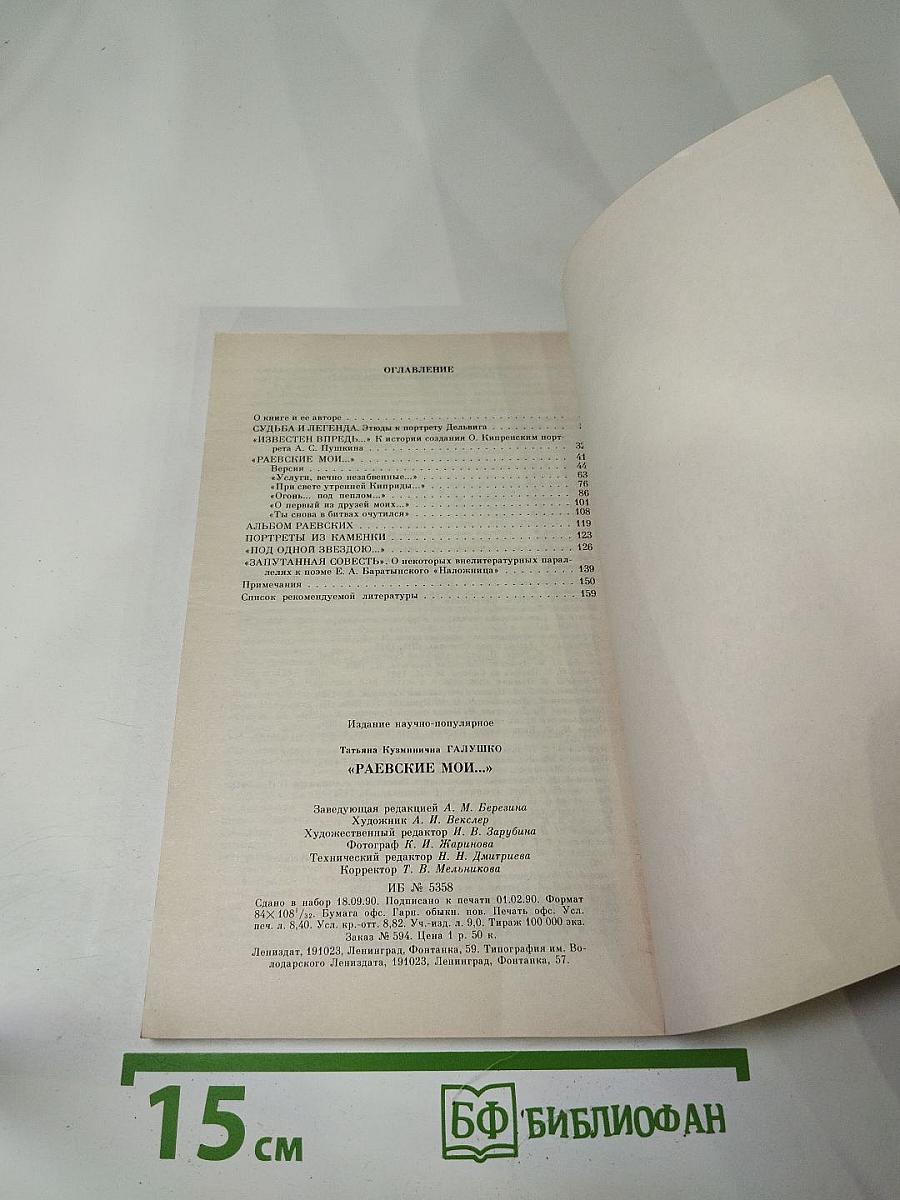 ОГЛАВЛЕНИЕ
О книге и ее авторе
СУДЬБА И ЛЕГЕНДА. Этюды к портрету Дельвига
«ИЗВЕСТЕН ВПРЕДЬ...» К истории создания О. Кипренским порт-
рета А. С. Пушкина . . . . 32
«РАЕВСКИЕ МОИ...» . . . . 41
Версия . . . . 44
«Услуги, вечно незабвенные...» . . . . 63
«При свете утренней Киприды...» . . . . 76
«Огонь... под пеплом...» . . . . 86
«О первый из друзей моих...» . . . . 101
«Ты снова в битвах очутился» . . . . 108
АЛЬБОМ РАЕВСКИХ . . . . 119
ПОРТРЕТЫ ИЗ КАМЕНКИ . . . . 123
«ПОД ОДНОЙ ЗВЕЗДОЮ...» . . . . 126
«ЗАПУТАННАЯ СОВЕСТЬ». О некоторых внелитературных парал-
лелях к поэме Е. А. Баратынского «Наложница» . . . . 139
Примечания . . . . 150
Список рекомендуемой литературы . . . . 159
Издание научно-популярное
Татьяна Кузминична ГАЛУШКО
«РАЕВСКИЕ МОИ...»
Заведующая редакцией А. М. Березина
Художник А. И. Векслер
Художественный редактор И. В. Зарубина
Фотограф К. И. Жаринова
Технический редактор Н. Н. Дмитриева
Корректор Т. В. Мельникова
ИБ № 5358
Сдано в набор 18.09.90. Подписано к печати 01.02.90. Формат
84×108¹/₃₂. Бумага офс. Гарн. обыкн. нов. Печать офс. Усл.
печ. л. 8,40. Усл. кр.-отт. 8,82. Уч.-изд. л. 9,0. Тираж 100 000 экз.
Заказ № 594. Цена 1 р. 50 к.
Лениздат, 191023, Ленинград, Фонтанка, 59. Типография им. Во-
лодарского Лениздата, 191023, Ленинград, Фонтанка, 57.
15 см
БФ БИБЛИОФАН